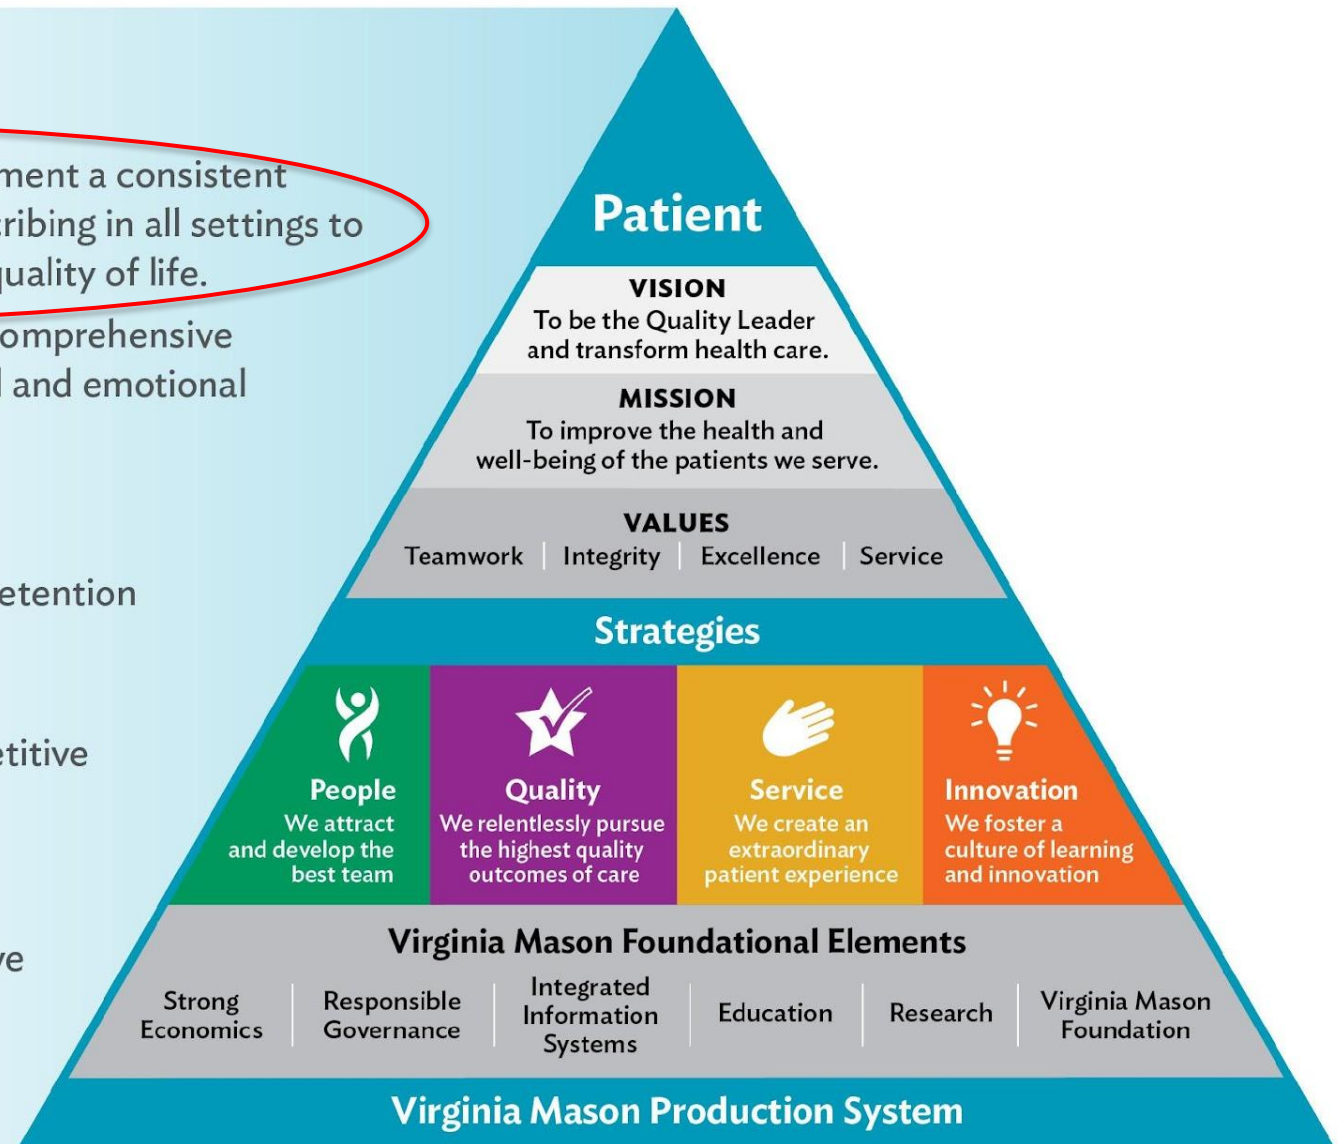 ment a consistent
cribing in all settings to
quality of life.
omprehensive
and emotional
etention
etitive
ve
Patient
VISION
To be the Quality Leader
and transform health care.
MISSION
To improve the health and
well-being of the patients we serve.
VALUES
Teamwork | Integrity | Excellence | Service
Strategies
People
We attract
and develop the
best team
Quality
We relentlessly pursue
the highest quality
outcomes of care
Service
We create an
extraordinary
patient experience
Innovation
We foster a
culture of learning
and innovation
Virginia Mason Foundational Elements
Strong
Economics
Responsible
Governance
Integrated
Information
Systems
Education
Research
Virginia Mason
Foundation
Virginia Mason Production System